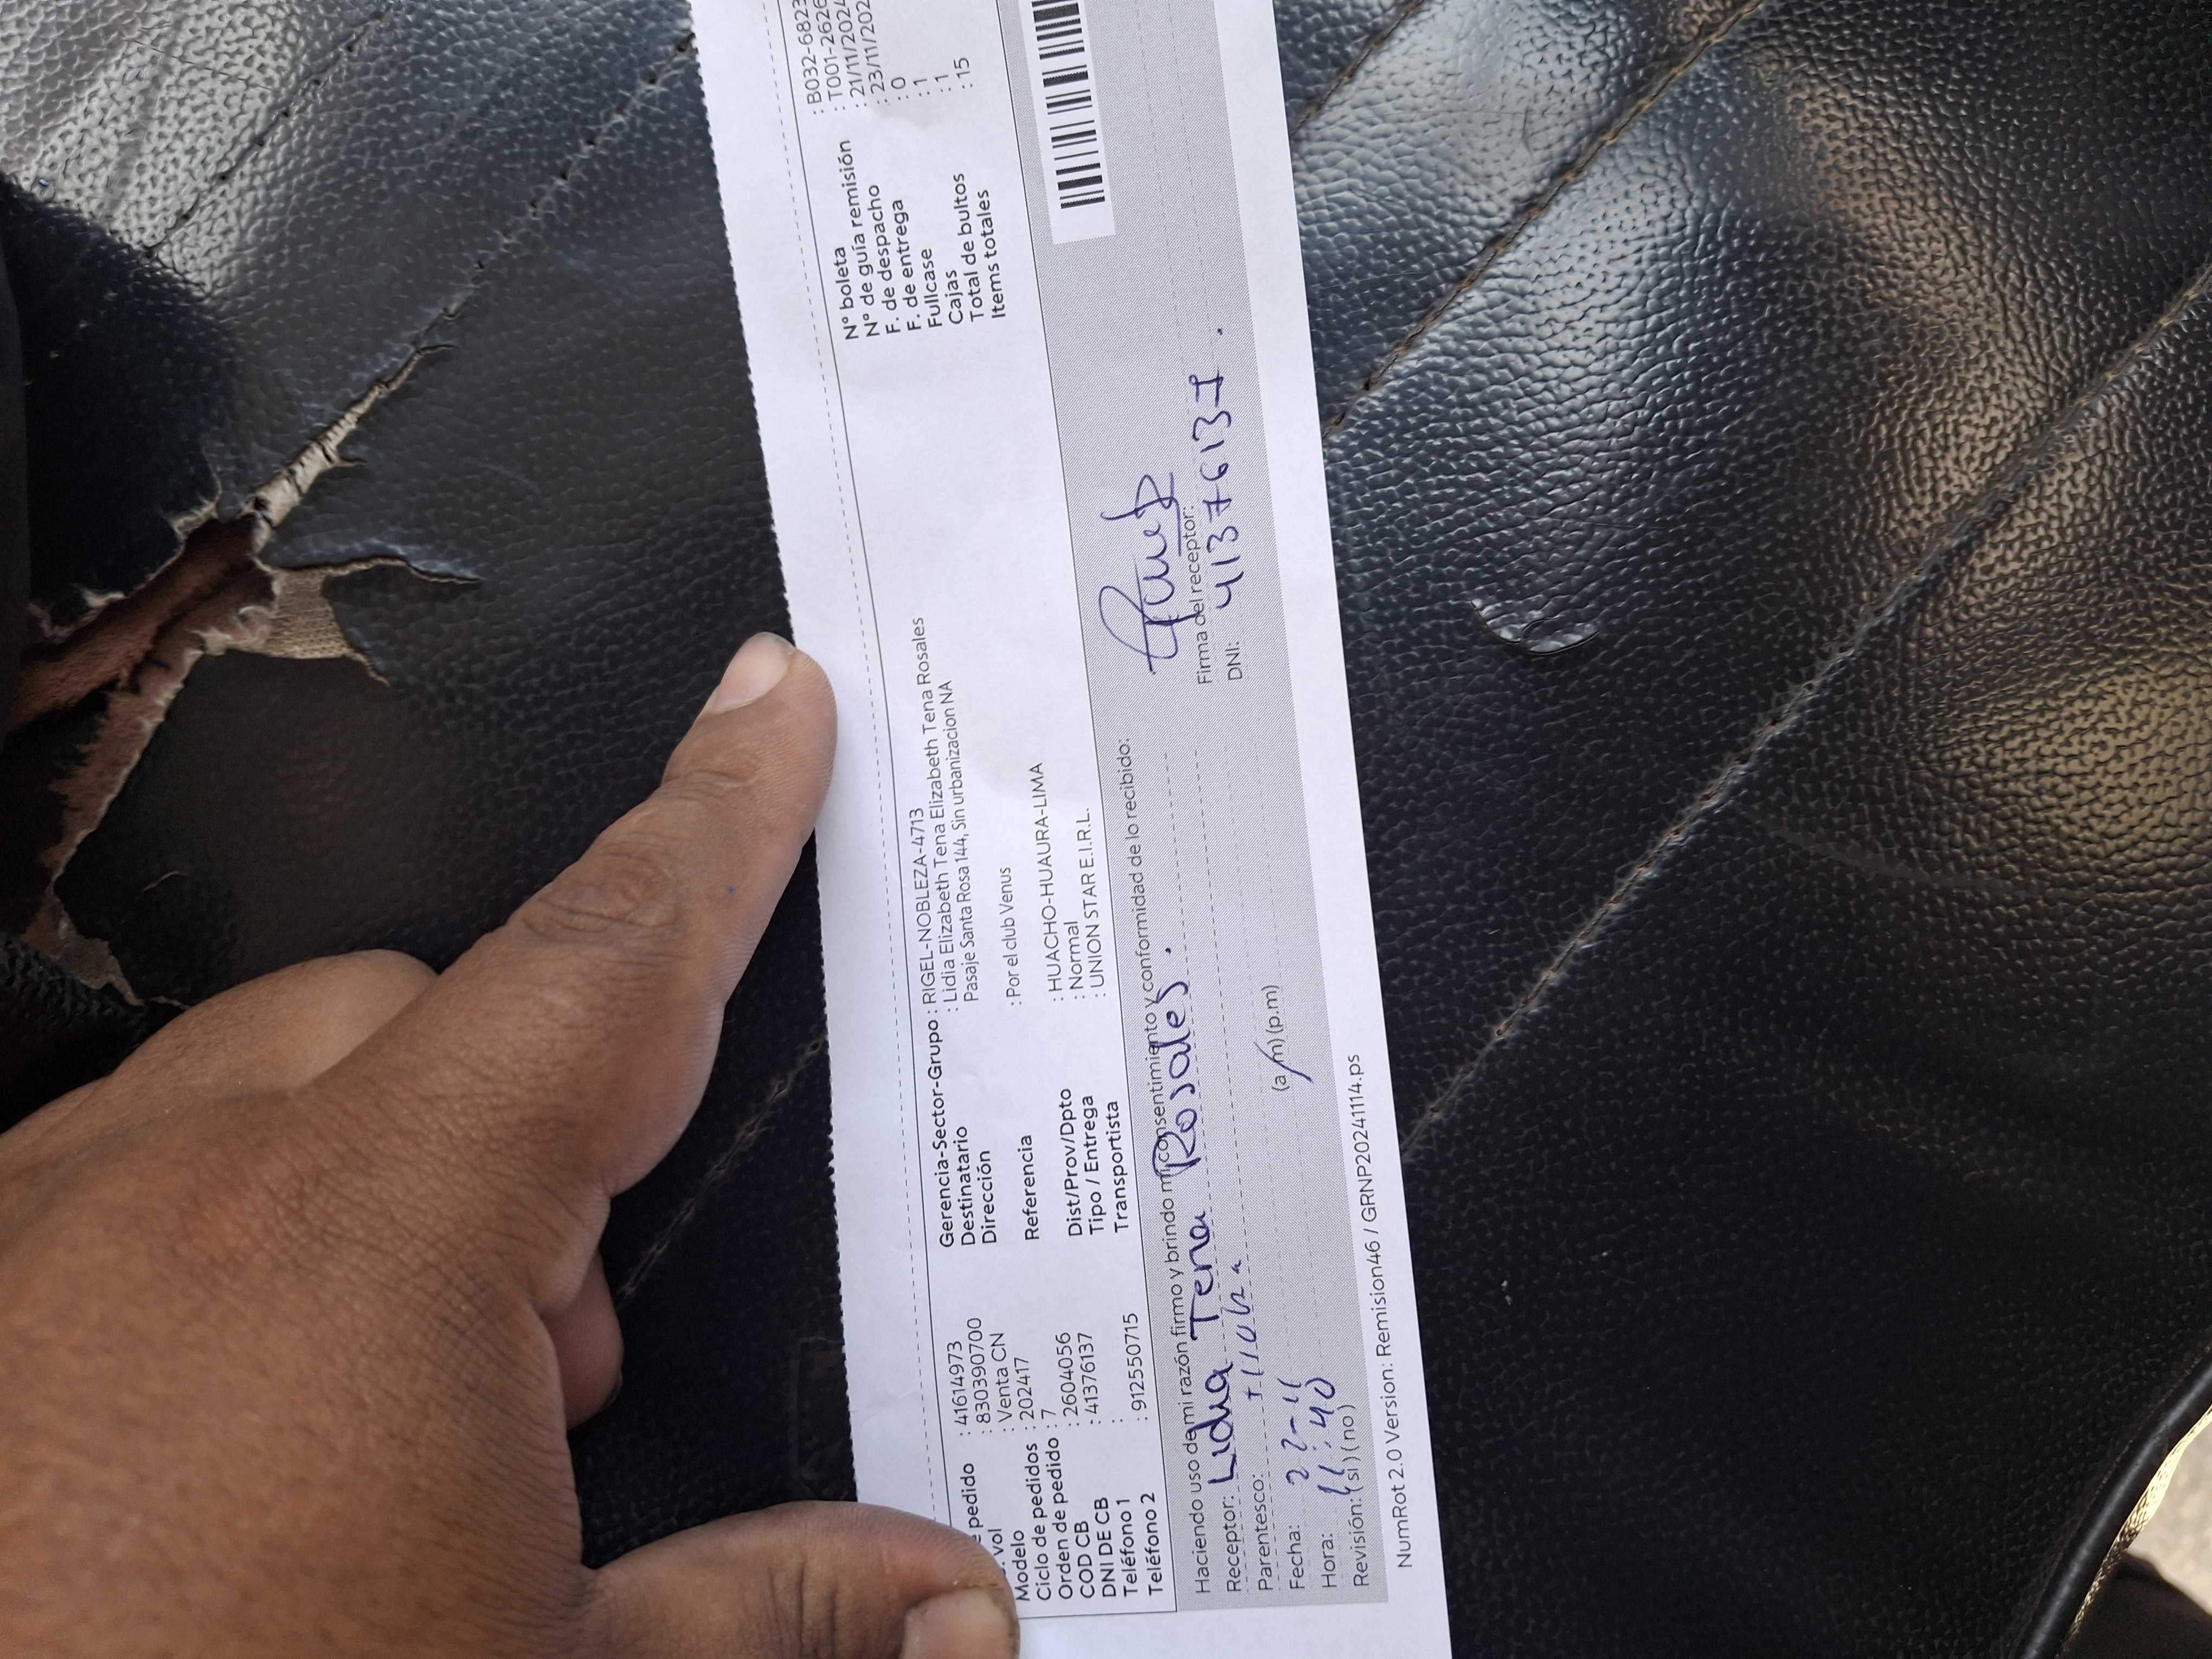 pedido : 41614973
vol : 830390700
Modelo : Venta CN
Ciclo de pedidos : 202417
Orden de pedido : 7
COD CB : 2604056
DNI DE CB : 41376137
Teléfono 1 :
Teléfono 2 : 912550715
Gerencia-Sector-Grupo : RIGEL-NOBLEZA-4713
Destinatario : Lidia Elizabeth Tena Elizabeth Tena Rosales
Dirección Pasaje Santa Rosa 144, Sin urbanizacion NA
Referencia : Por el club Venus
Dist/Prov/Dpto : HUACHO-HUAURA-LIMA
Tipo / Entrega : Normal
Transportista : UNION STAR E.I.R.L.
N° boleta : B032-6823
N° de guía remisión : T001-2626
F. de despacho : 21/11/2024
F. de entrega : 23/11/202
Fullcase : 0
Cajas : 1
Total de bultos : 1
Items totales : 15
Haciendo uso de mi razón firmo y brindo mi consentimiento y conformidad de lo recibido:
Receptor: Lidia Tena Rosales.
Parentesco:
Fecha: 22-11
Hora: 11:40 (a.m) (p.m)
Revisión: (si) (no)
Firma del receptor:
DNI: 41376137.
NumRot 2.0 Version: Remision46 / GRNP20241114.ps